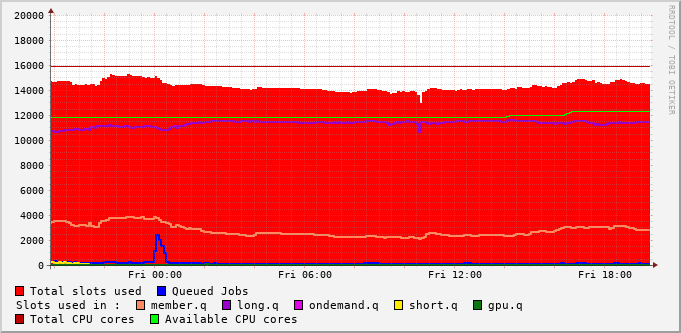 RRDTOOL / TOBI OETIKER
20000
18000
16000
14000
12000
10000
8000
6000
4000
2000
0
Fri 00:00 Fri 06:00 Fri 12:00 Fri 18:00
Total slots used Queued Jobs
Slots used in : member.q long.q ondemand.q short.q gpu.q
Total CPU cores Available CPU cores